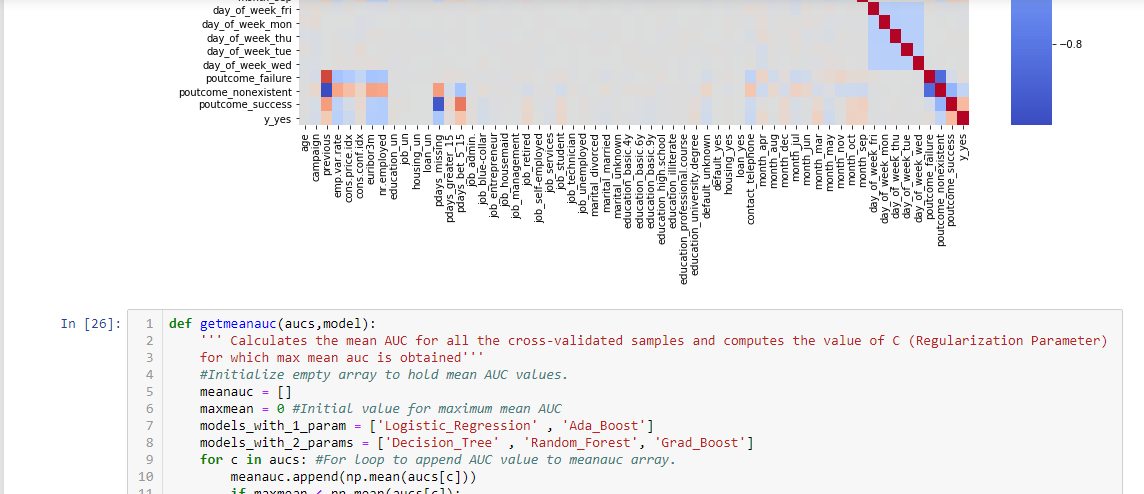 day_of_week_fri
day_of_week_mon
day_of_week_thu
day_of_week_tue
day_of_week_wed
poutcome_failure
poutcome_nonexistent
poutcome_success
y_yes
−0.8
age
campaign
previous
emp.var.rate
cons.price.idx
cons.conf.idx
euribor3m
nr.employed
education_un
job_un
housing_un
loan_un
pdays_missing
pdays_greater_15
pdays_bet_5_15
job_admin.
job_blue-collar
job_entrepreneur
job_housemaid
job_management
job_retired
job_self-employed
job_services
job_student
job_technician
job_unemployed
marital_divorced
marital_married
marital_unknown
education_basic.4y
education_basic.6y
education_basic.9y
education_high.school
education_illiterate
education_professional.course
education_university.degree
default_unknown
default_yes
housing_yes
loan_yes
contact_telephone
month_apr
month_aug
month_dec
month_jul
month_jun
month_mar
month_may
month_nov
month_oct
month_sep
day_of_week_fri
day_of_week_mon
day_of_week_thu
day_of_week_tue
day_of_week_wed
poutcome_failure
poutcome_nonexistent
poutcome_success
y_yes
In [26]:
1 def getmeanauc(aucs,model):
2 ''' Calculates the mean AUC for all the cross-validated samples and computes the value of C (Regularization Parameter)
3 for which max mean auc is obtained'''
4 #Initialize empty array to hold mean AUC values.
5 meanauc = []
6 maxmean = 0 #Initial value for maximum mean AUC
7 models_with_1_param = ['Logistic_Regression' , 'Ada_Boost']
8 models_with_2_params = ['Decision_Tree' , 'Random_Forest', 'Grad_Boost']
9 for c in aucs: #For loop to append AUC value to meanauc array.
10 meanauc.append(np.mean(aucs[c]))
11 if maxmean < np.mean(aucs[c]):